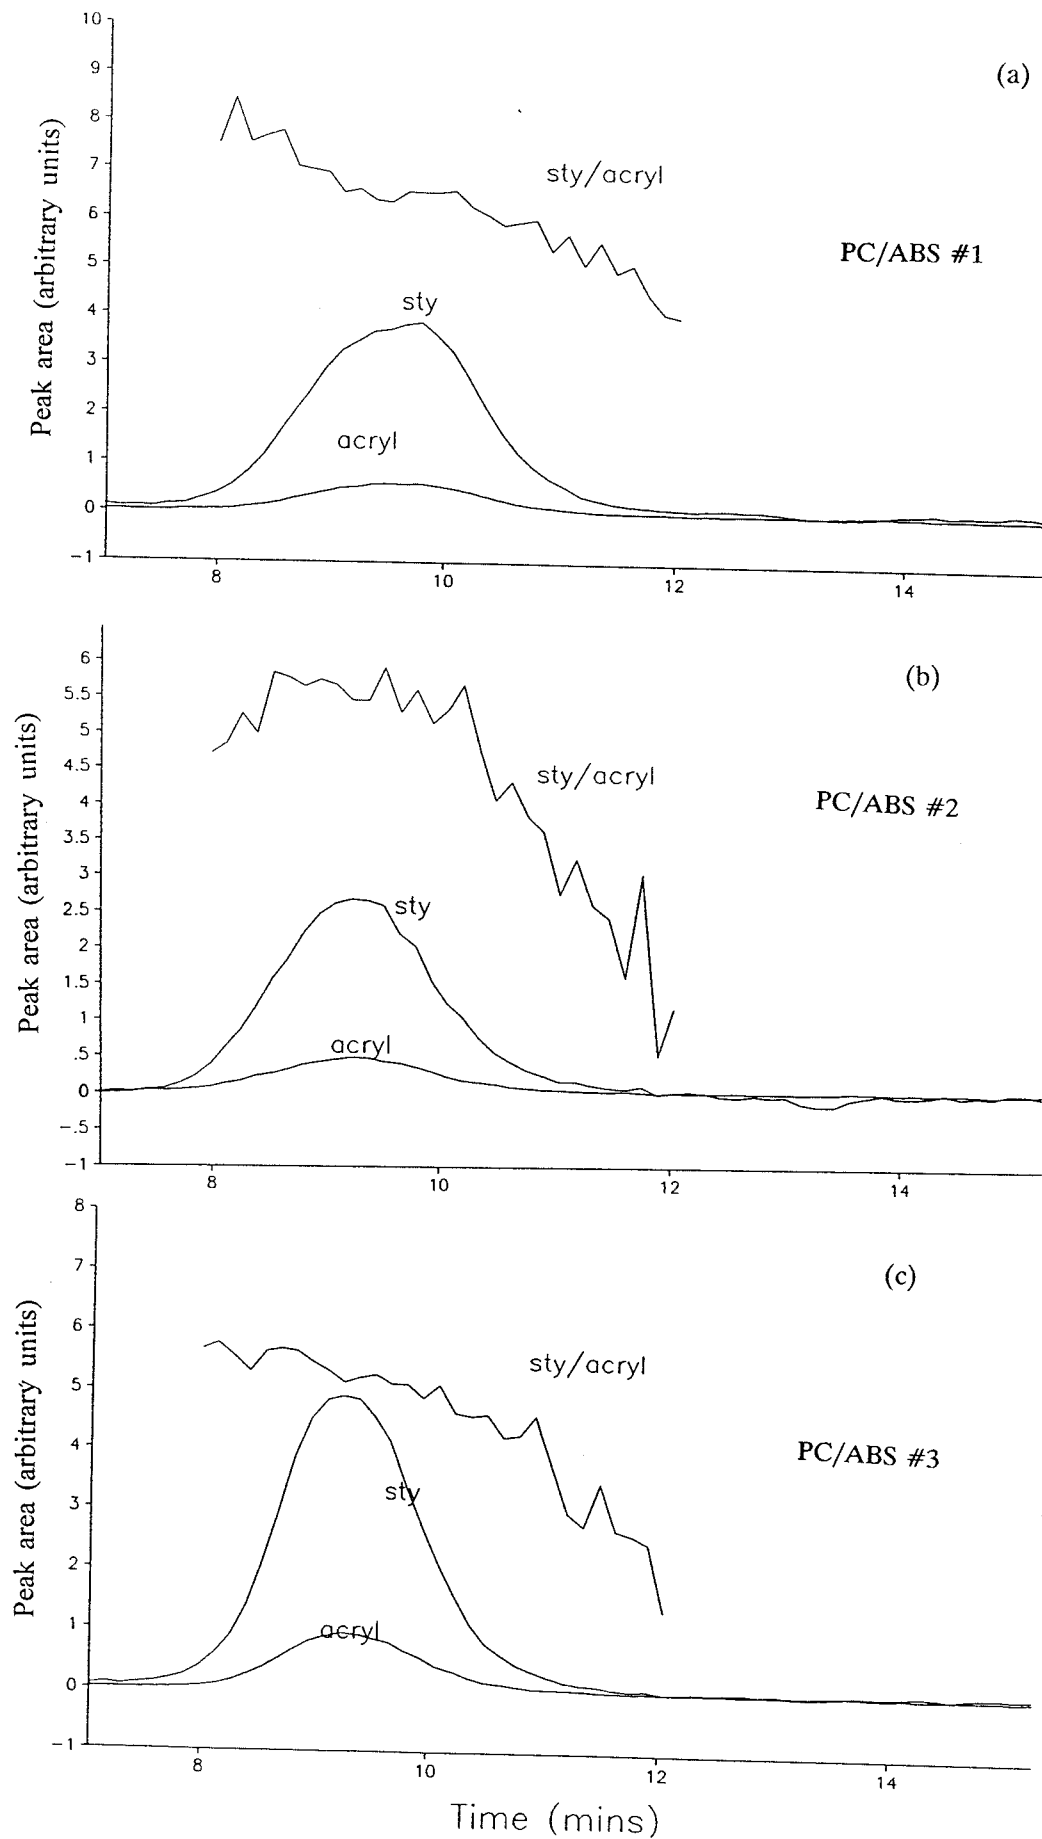 10
(a)
9
8
7
sty/acryl
6
PC/ABS #1
5
sty
4
3
2
acryl
1
0
−1
Peak area (arbitrary units)
8 10 12 14
6
(b)
5.5
5
sty/acryl
4.5
PC/ABS #2
4
3.5
3
2.5
sty
2
1.5
1
acryl
.5
0
−.5
−1
Peak area (arbitrary units)
8 10 12 14
8
(c)
7
6
sty/acryl
5
PC/ABS #3
4
sty
3
2
acryl
1
0
−1
Peak area (arbitrary units)
8 10 12 14
Time (mins)